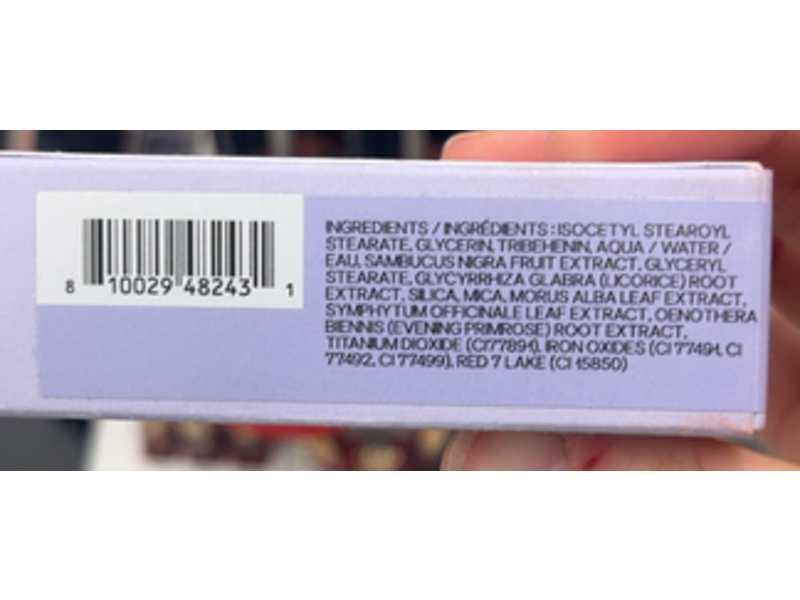 8 10029 48243 1
INGREDIENTS / INGRÉDIENTS : ISOCETYL STEAROYL
STEARATE, GLYCERIN, TRIBEHENIN, AQUA / WATER /
EAU, SAMBUCUS NIGRA FRUIT EXTRACT, GLYCERYL
STEARATE, GLYCYRRHIZA GLABRA (LICORICE) ROOT
EXTRACT, SILICA, MICA, MORUS ALBA LEAF EXTRACT,
SYMPHYTUM OFFICINALE LEAF EXTRACT, OENOTHERA
BIENNIS (EVENING PRIMROSE) ROOT EXTRACT,
TITANIUM DIOXIDE (CI77891), IRON OXIDES (CI 77491, CI
77492, CI 77499), RED 7 LAKE (CI 15850)